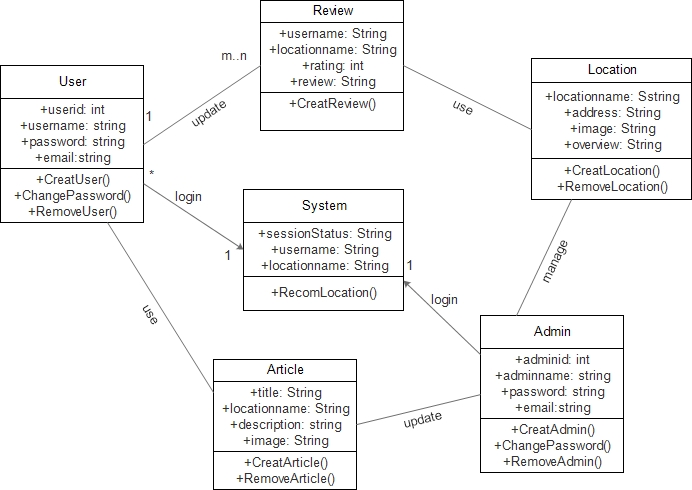 Review
+username: String
+locationname: String
+rating: int
+review: String
+CreatReview()
m..n
update
1
User
+userid: int
+username: string
+password: string
+email:string
+CreatUser()
+ChangePassword()
+RemoveUser()
use
Location
+locationname: Sstring
+address: String
+image: String
+overview: String
+CreatLocation()
+RemoveLocation()
*
login
1
System
+sessionStatus: String
+username: String
+locationname: String
+RecomLocation()
1
login
manage
use
Article
+title: String
+locationname: String
+description: string
+image: String
+CreatArticle()
+RemoveArticle()
update
Admin
+adminid: int
+adminname: string
+password: string
+email:string
+CreatAdmin()
+ChangePassword()
+RemoveAdmin()